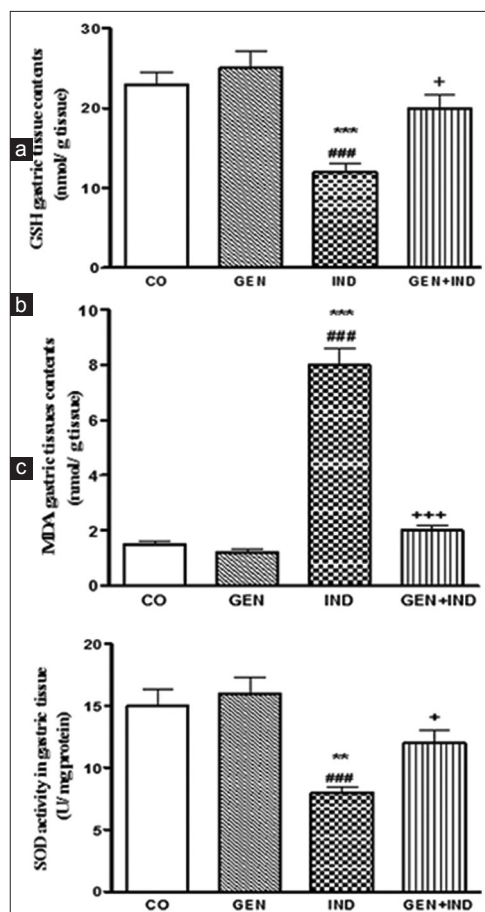 a
GSH gastric tissue contents
(nmol/ g tissue)
30
20
10
0
+
***
###
CO GEN IND GEN+IND
b
MDA gastric tissues contents
(nmol/ g tissue)
10
8
6
4
2
0
***
###
+++
CO GEN IND GEN+IND
c
SOD activity in gastric tissue
(U/ mg protein)
20
15
10
5
0
**
###
+
CO GEN IND GEN+IND